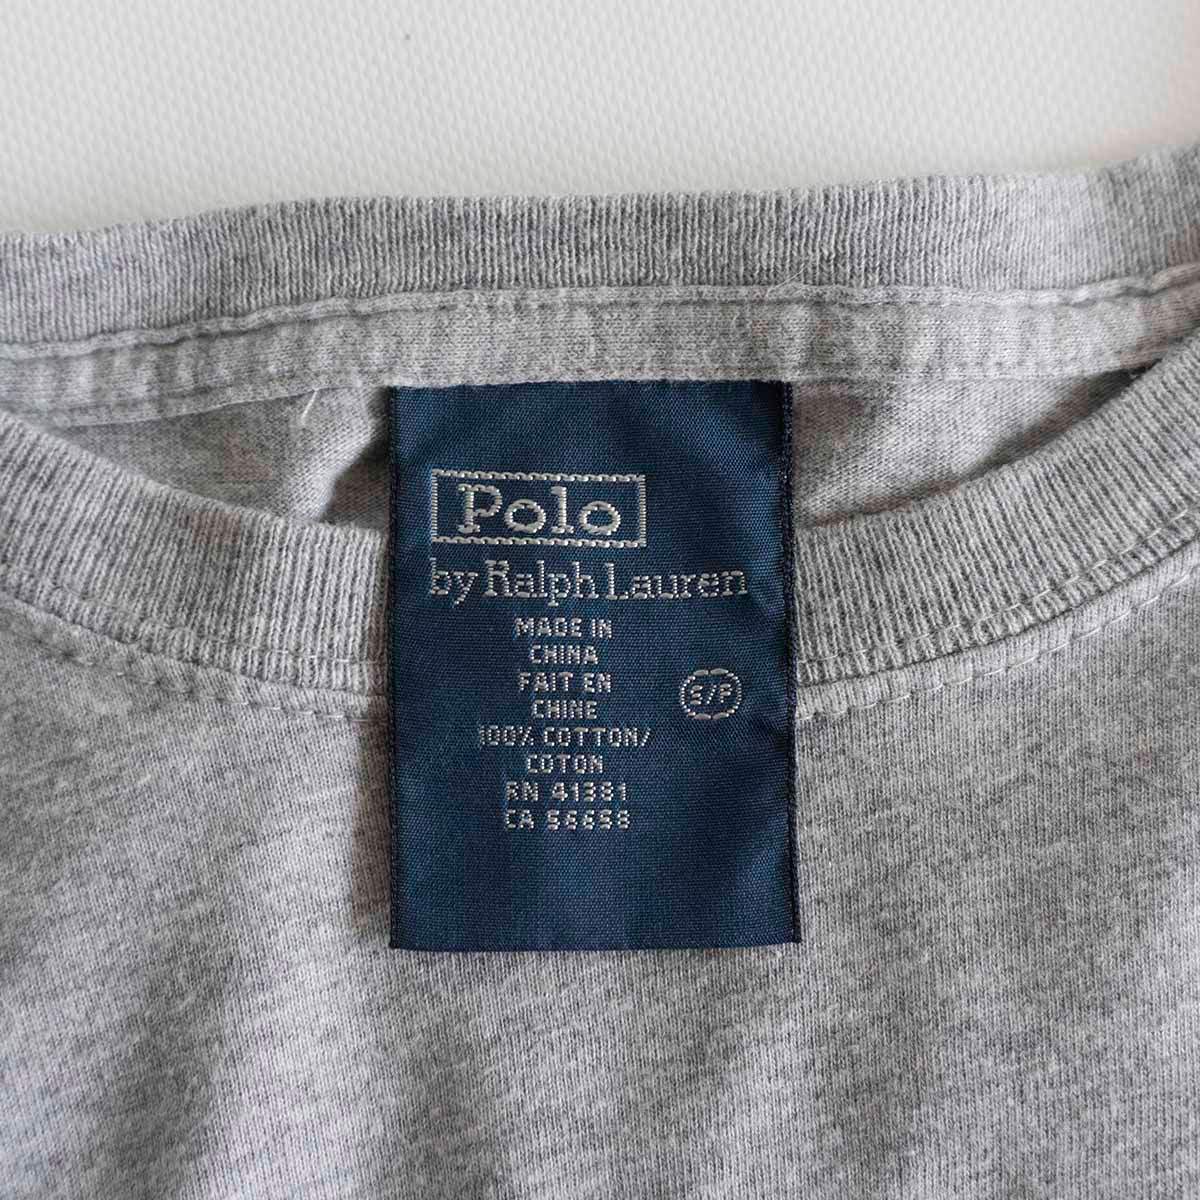 Polo
by Ralph Lauren
MADE IN
CHINA
FAIT EN
CHINE
S/P
100% COTTON/
COTON
RN 41381
CA 56658